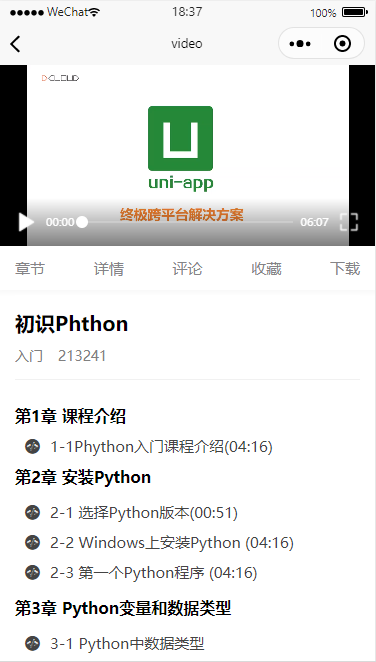 WeChat 18:37 100%
video
DCLOUD
uni-app
终极跨平台解决方案
00:00 06:07
章节 详情 评论 收藏 下载
初识Phthon
入门 213241
第1章 课程介绍
1-1Phython入门课程介绍(04:16)
第2章 安装Python
2-1 选择Python版本(00:51)
2-2 Windows上安装Python (04:16)
2-3 第一个Python程序 (04:16)
第3章 Python变量和数据类型
3-1 Python中数据类型